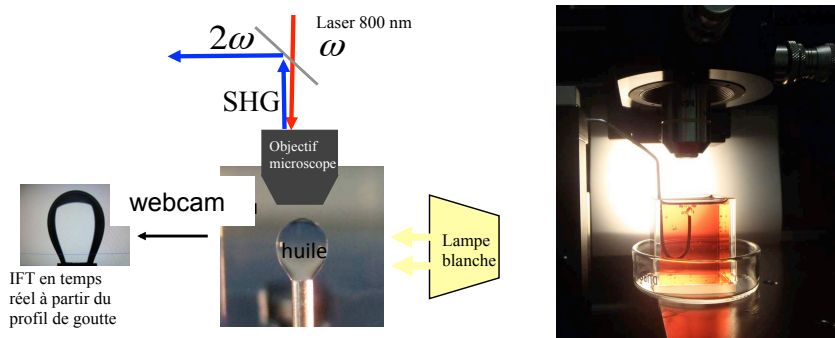 2ω
Laser 800 nm
ω
SHG
Objectif
microscope
webcam
huile
Lampe
blanche
IFT en temps
réel à partir du
profil de goutte